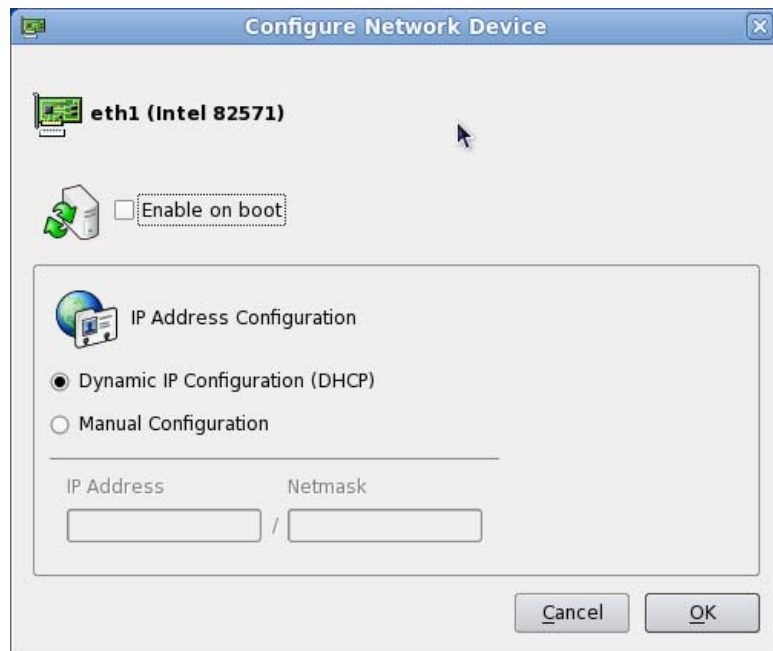 Configure Network Device
eth1 (Intel 82571)
Enable on boot
IP Address Configuration
Dynamic IP Configuration (DHCP)
Manual Configuration
IP Address Netmask
/
Cancel OK